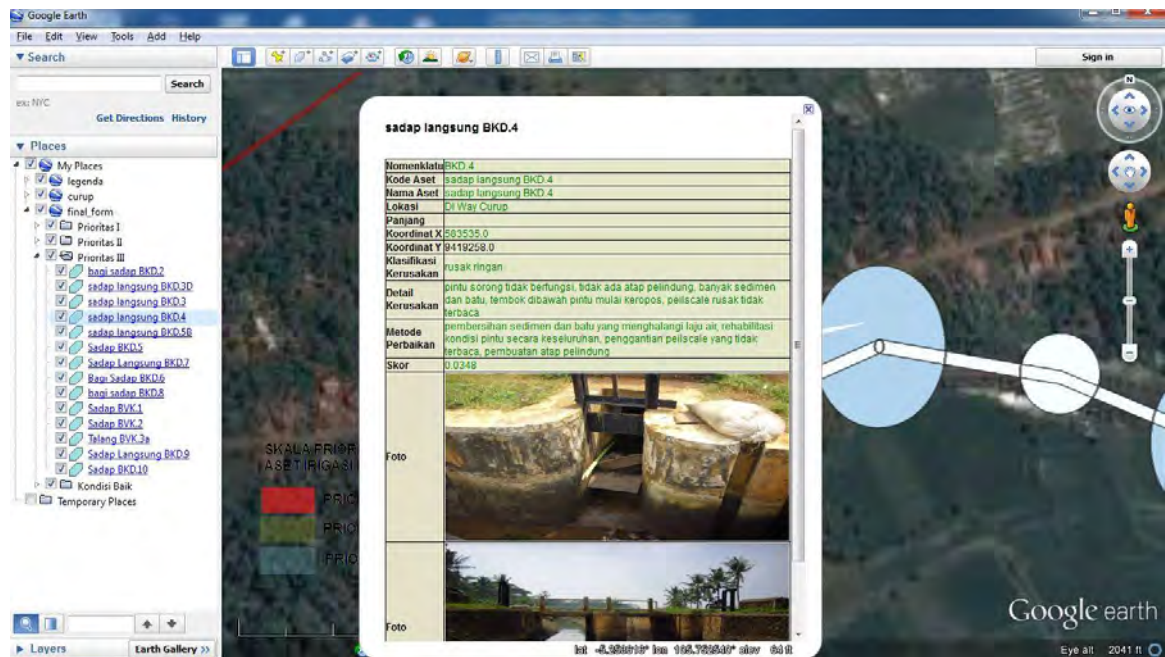 Google Earth
File Edit View Tools Add Help
Search
Search
ex: NYC
Get Directions History
Places
My Places
legenda
curup
final_form
Prioritas I
Prioritas II
Prioritas III
bagi sadap BKD.2
sadap langsung BKD.3D
sadap langsung BKD.3
sadap langsung BKD.4
sadap langsung BKD.5B
Sadap BKD.5
Sadap Langsung BKD.7
Bagi Sadap BKD.6
bagi sadap BKD.8
Sadap BVK.1
Sadap BVK.2
Talang BVK.3a
Sadap Langsung BKD.9
Sadap BKD.10
Kondisi Baik
Temporary Places
Layers
Earth Gallery >>
Sign in
N
sadap langsung BKD.4
Nomenklatu BKD.4
Kode Aset sadap langsung BKD.4
Nama Aset sadap langsung BKD.4
Lokasi DI Way Curup
Panjang
Koordinat X 583535.0
Koordinat Y 9419258.0
Klasifikasi
Kerusakan rusak ringan
Detail
Kerusakan
pintu sorong tidak berfungsi, tidak ada atap pelindung, banyak sedimen
dan batu, tembok dibawah pintu mulai keropos, peilscale rusak tidak
terbaca
Metode
Perbaikan
pembersihan sedimen dan batu yang menghalangi laju air, rehabilitasi
kondisi pintu secara keseluruhan, penggantian peilscale yang tidak
terbaca, pembuatan atap pelindung
Skor 0.0348
Foto
Foto
SKALA PRIOR
ASET IRIGASI
PRIO
PRIO
PRIO
Google earth
Eye alt 2041 ft